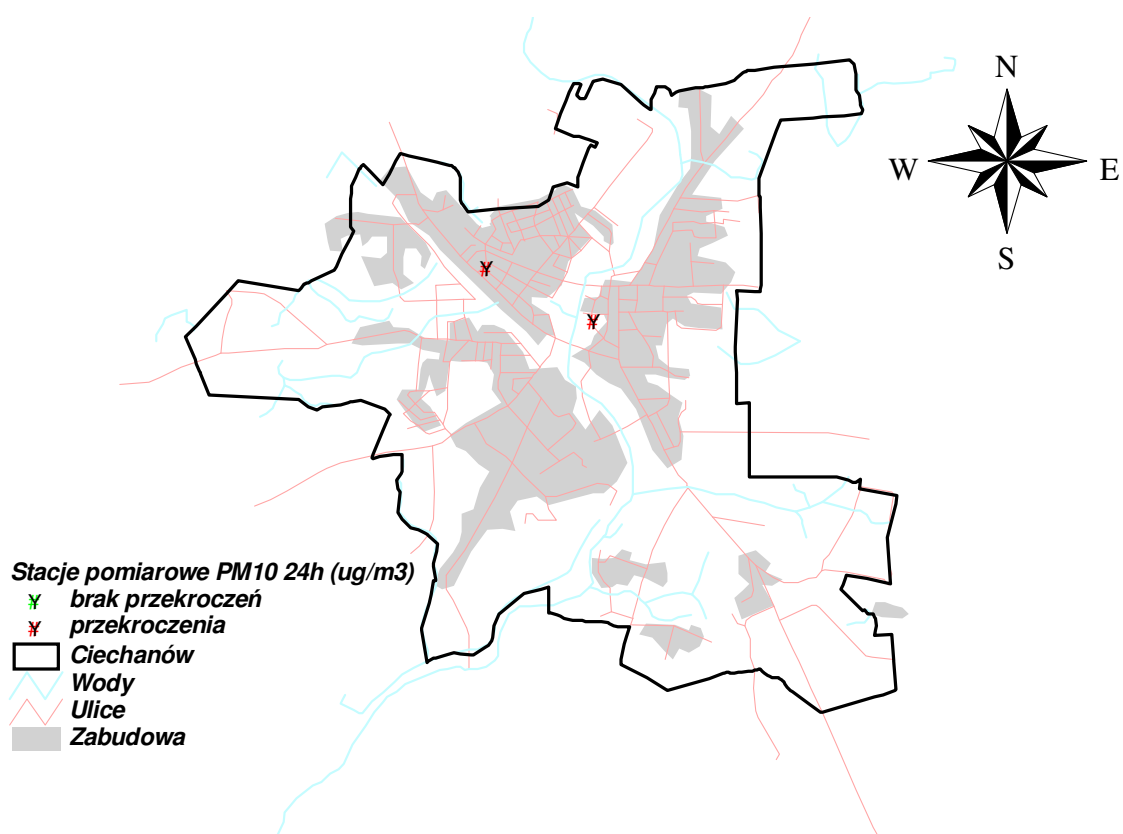 N
W
E
S
Stacje pomiarowe PM10 24h (ug/m3)
brak przekroczeń
przekroczenia
Ciechanów
Wody
Ulice
Zabudowa